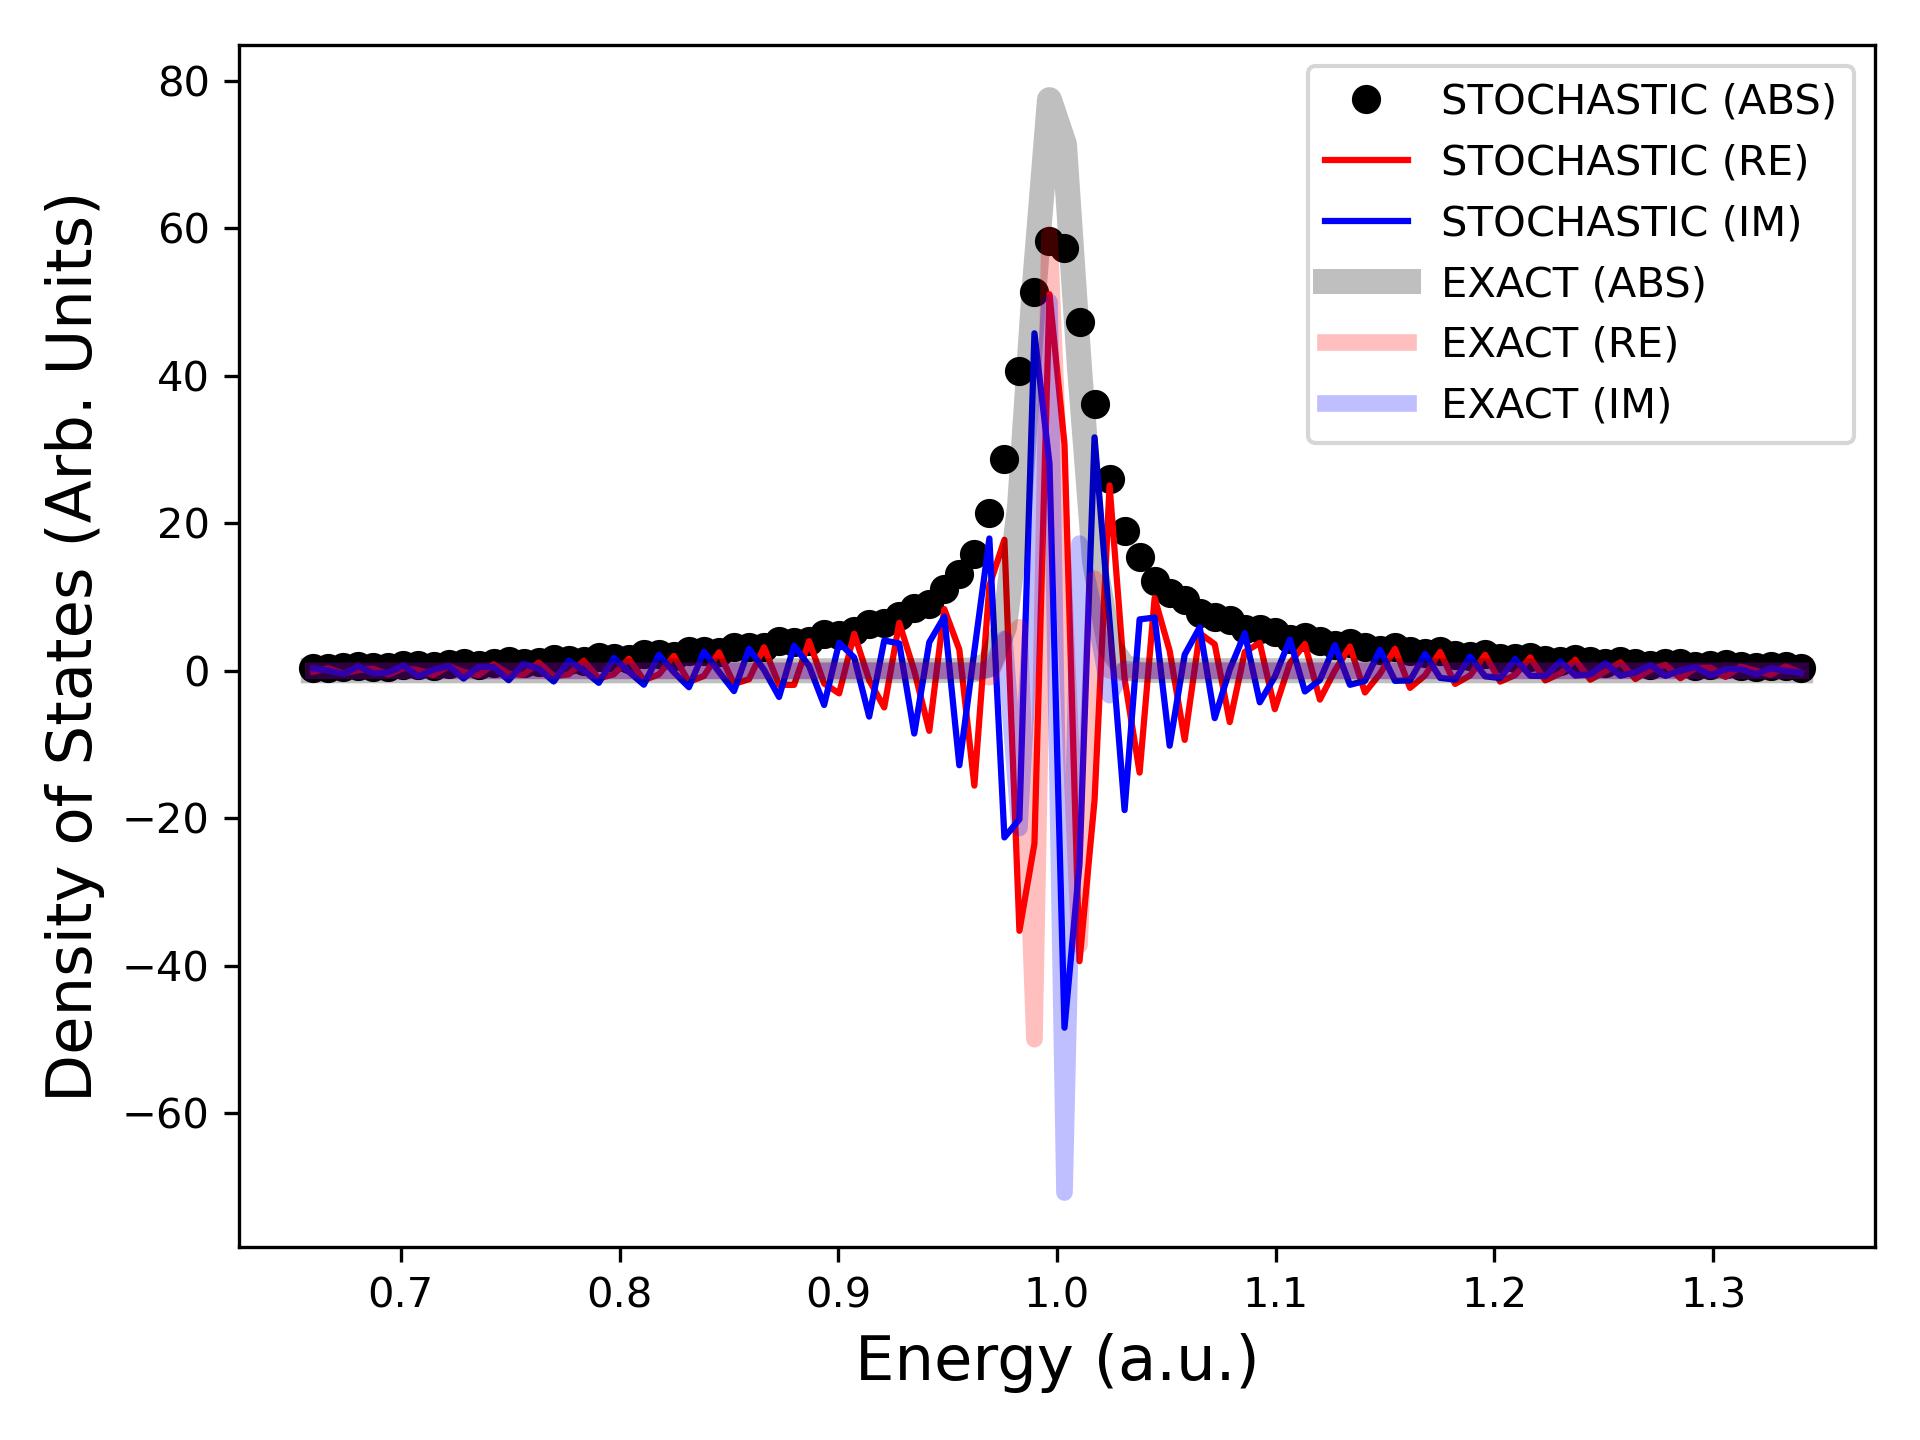 Density of States (Arb. Units)
80
60
40
20
0
−20
−40
−60
STOCHASTIC (ABS)
STOCHASTIC (RE)
STOCHASTIC (IM)
EXACT (ABS)
EXACT (RE)
EXACT (IM)
0.7 0.8 0.9 1.0 1.1 1.2 1.3
Energy (a.u.)